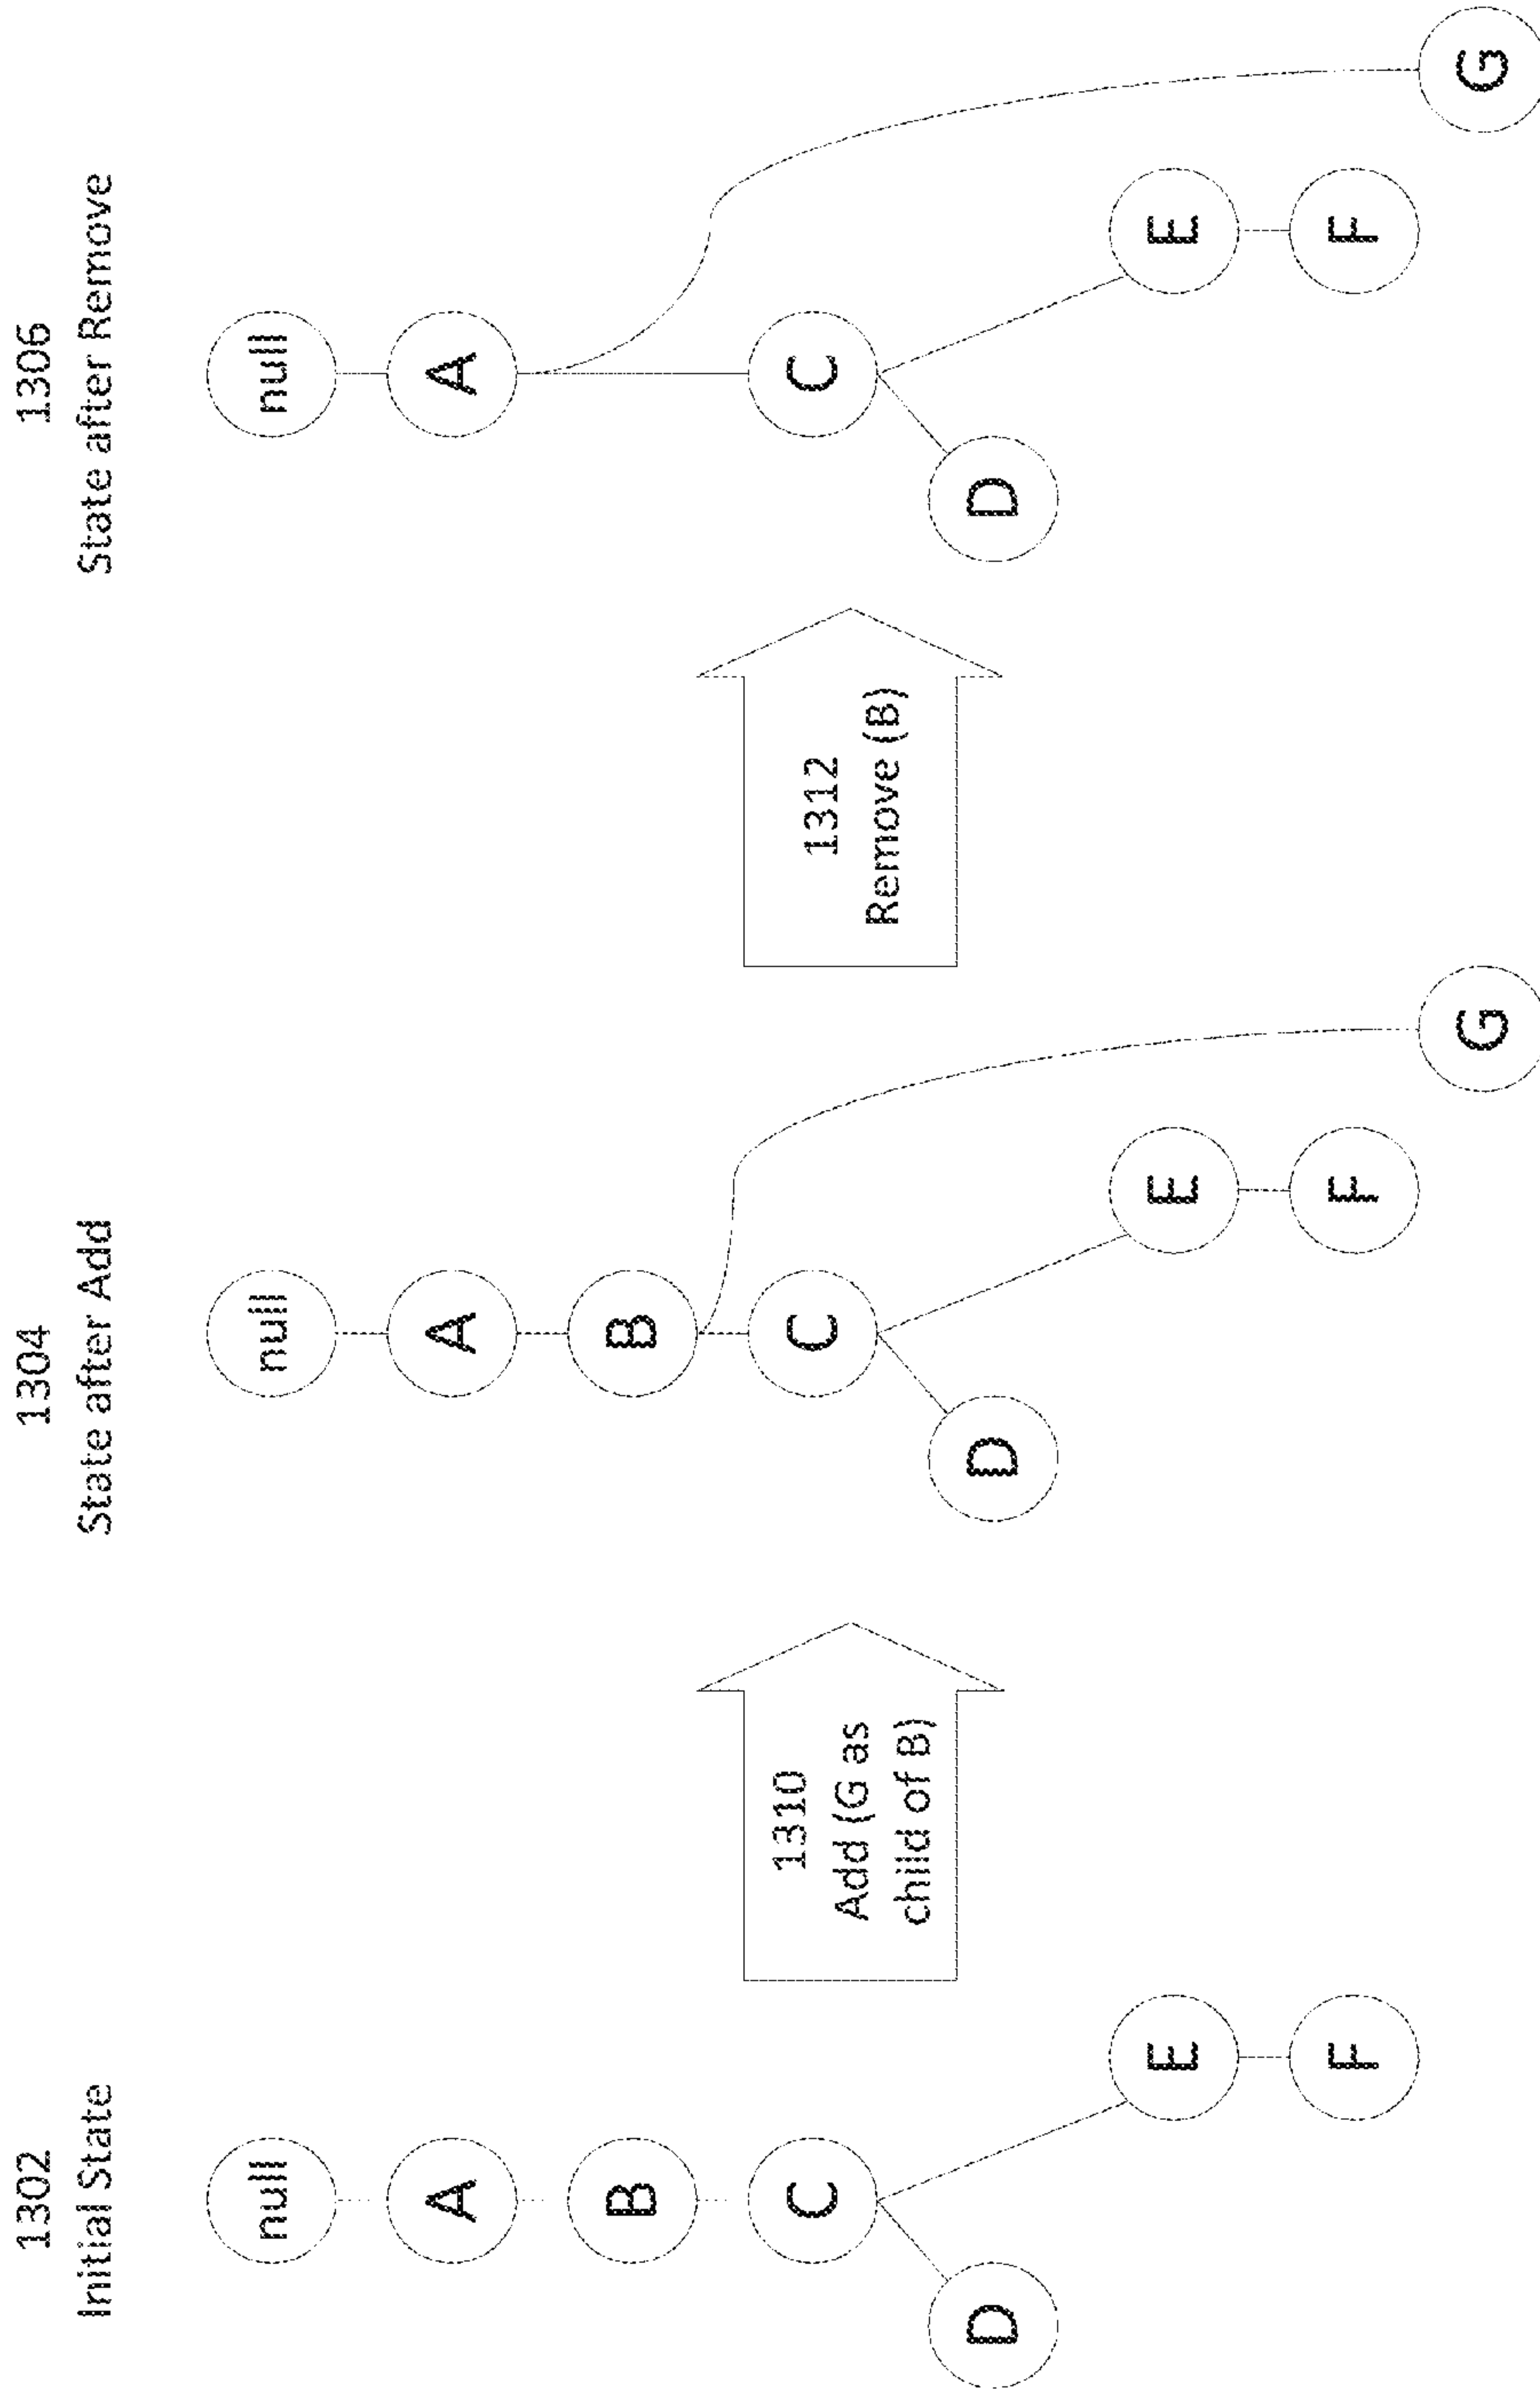 1302
Initial State
null
A
B
C
D
E
F
1310
Add (G as
child of B)
1304
State after Add
null
A
B
C
D
E
F
G
1312
Remove (B)
1306
State after Remove
null
A
C
D
E
F
G